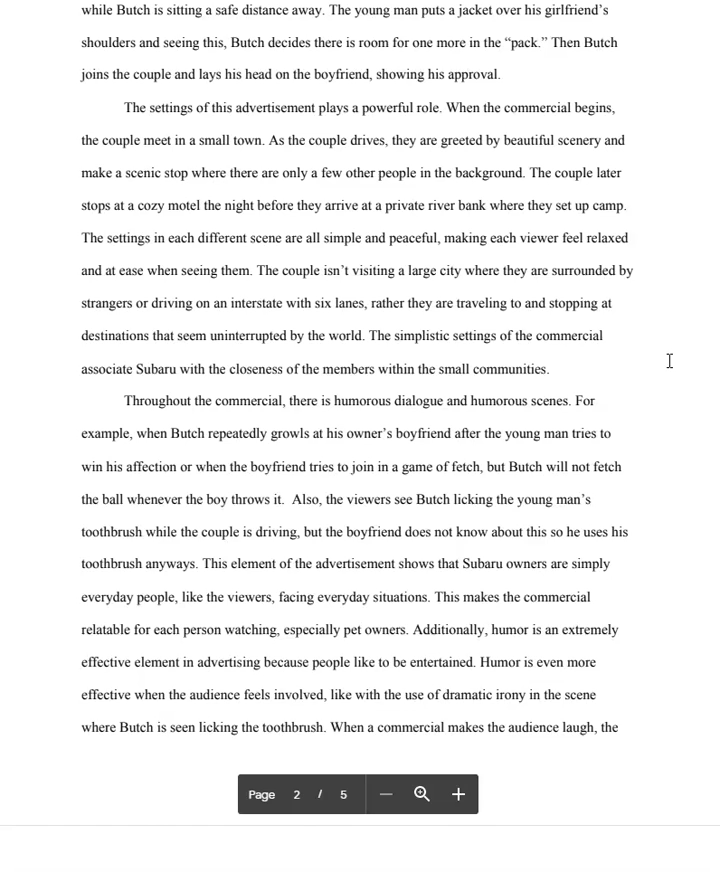 while Butch is sitting a safe distance away. The young man puts a jacket over his girlfriend’s
shoulders and seeing this, Butch decides there is room for one more in the “pack.” Then Butch
joins the couple and lays his head on the boyfriend, showing his approval.
The settings of this advertisement plays a powerful role. When the commercial begins,
the couple meet in a small town. As the couple drives, they are greeted by beautiful scenery and
make a scenic stop where there are only a few other people in the background. The couple later
stops at a cozy motel the night before they arrive at a private river bank where they set up camp.
The settings in each different scene are all simple and peaceful, making each viewer feel relaxed
and at ease when seeing them. The couple isn’t visiting a large city where they are surrounded by
strangers or driving on an interstate with six lanes, rather they are traveling to and stopping at
destinations that seem uninterrupted by the world. The simplistic settings of the commercial
associate Subaru with the closeness of the members within the small communities.
Throughout the commercial, there is humorous dialogue and humorous scenes. For
example, when Butch repeatedly growls at his owner’s boyfriend after the young man tries to
win his affection or when the boyfriend tries to join in a game of fetch, but Butch will not fetch
the ball whenever the boy throws it.  Also, the viewers see Butch licking the young man’s
toothbrush while the couple is driving, but the boyfriend does not know about this so he uses his
toothbrush anyways. This element of the advertisement shows that Subaru owners are simply
everyday people, like the viewers, facing everyday situations. This makes the commercial
relatable for each person watching, especially pet owners. Additionally, humor is an extremely
effective element in advertising because people like to be entertained. Humor is even more
effective when the audience feels involved, like with the use of dramatic irony in the scene
where Butch is seen licking the toothbrush. When a commercial makes the audience laugh, the
Page 2 / 5